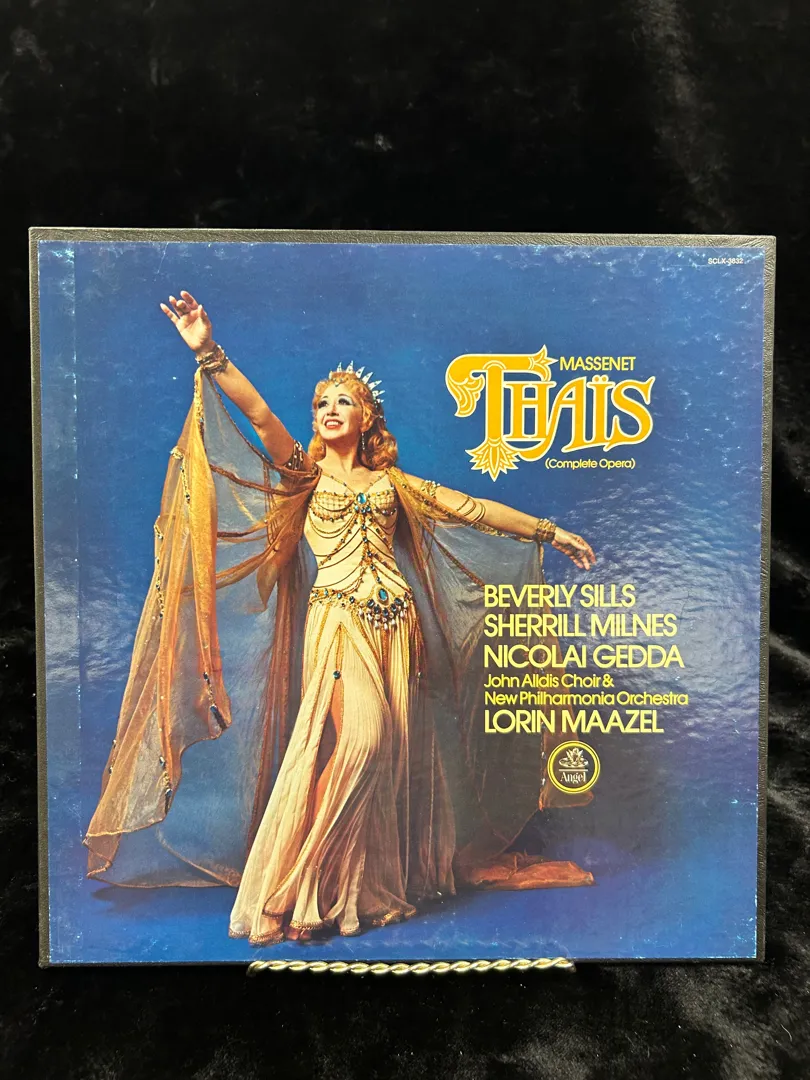 SCLX-3832
MASSENET
THAÏS
(Complete Opera)
BEVERLY SILLS
SHERRILL MILNES
NICOLAI GEDDA
John Alldis Choir &
New Philharmonia Orchestra
LORIN MAAZEL
Angel